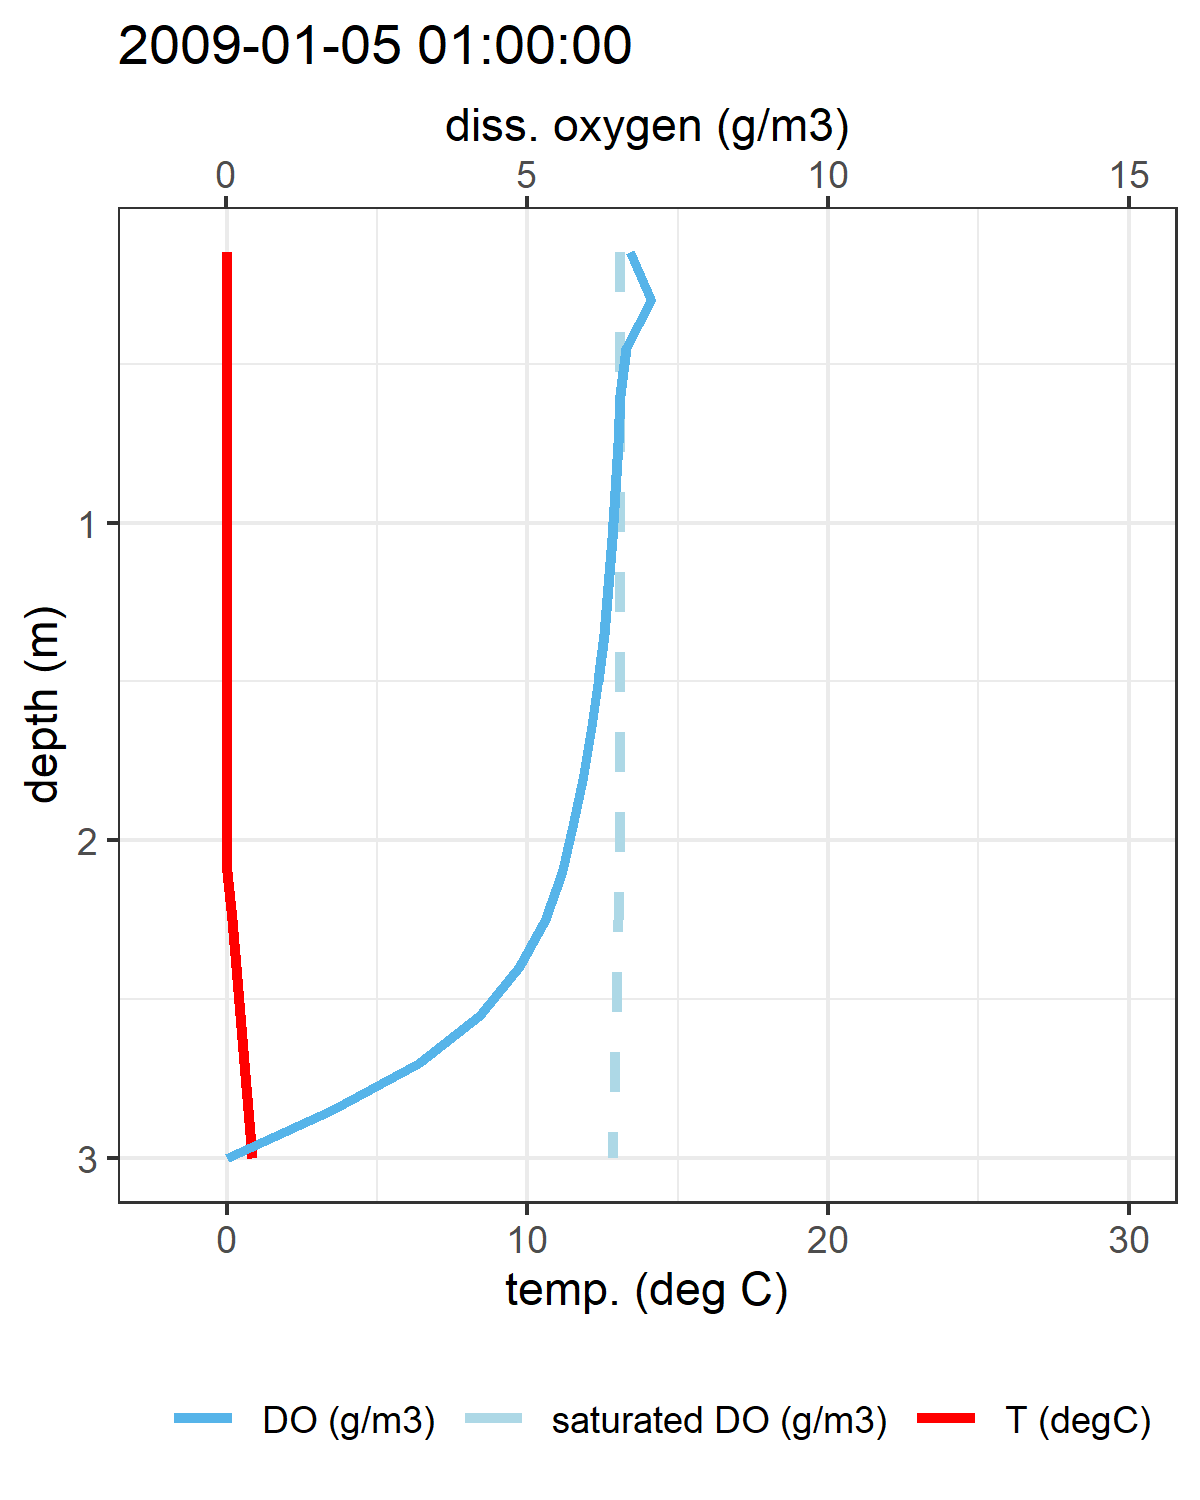 2009-01-05 01:00:00
diss. oxygen (g/m3)
0 5 10 15
1
2
3
depth (m)
0 10 20 30
temp. (deg C)
DO (g/m3) saturated DO (g/m3) T (degC)